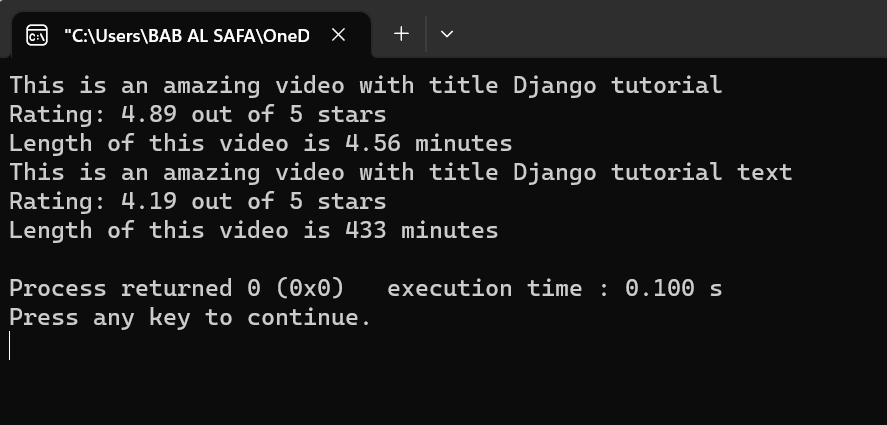 "C:\Users\BAB AL SAFA\OneD
This is an amazing video with title Django tutorial
Rating: 4.89 out of 5 stars
Length of this video is 4.56 minutes
This is an amazing video with title Django tutorial text
Rating: 4.19 out of 5 stars
Length of this video is 433 minutes
Process returned 0 (0x0)   execution time : 0.100 s
Press any key to continue.